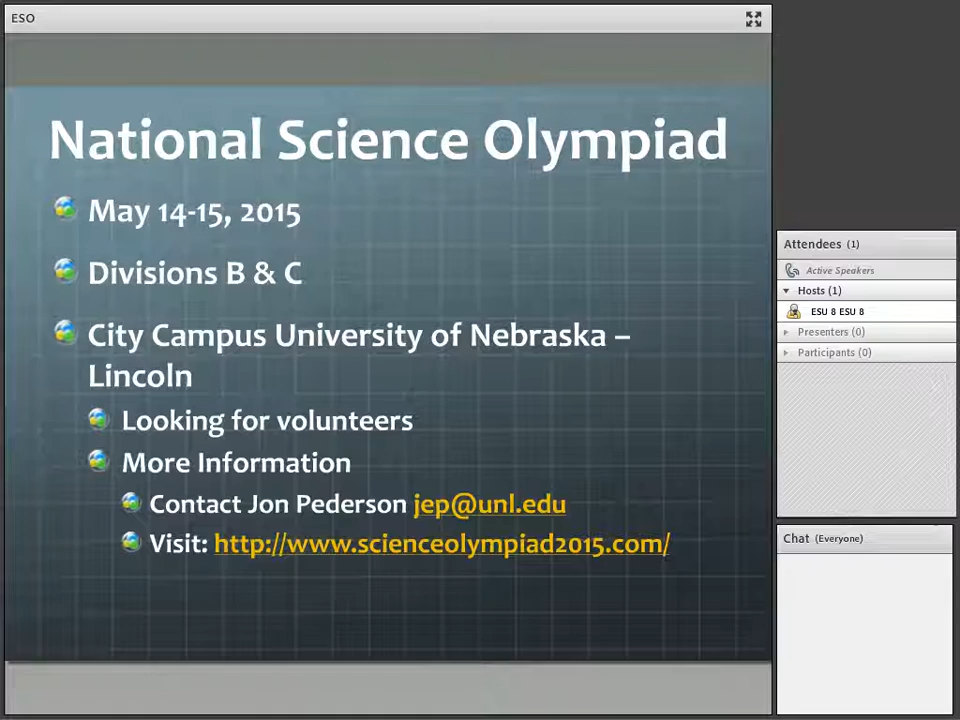 ESO
National Science Olympiad
May 14-15, 2015
Divisions B & C
City Campus University of Nebraska –
Lincoln
Looking for volunteers
More Information
Contact Jon Pederson jep@unl.edu
Visit: http://www.scienceolympiad2015.com/
Attendees (1)
Active Speakers
Hosts (1)
ESU 8 ESU 8
Presenters (0)
Participants (0)
Chat (Everyone)